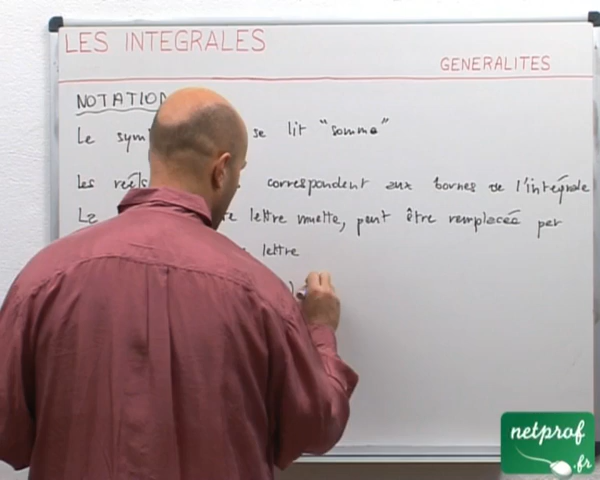 LES INTEGRALES
GENERALITES
NOTATION
Le sym se lit "somme"
Les réels correspondent aux bornes de l'intégrale
La lettre muette, peut être remplacée par
lettre
netprof
.fr